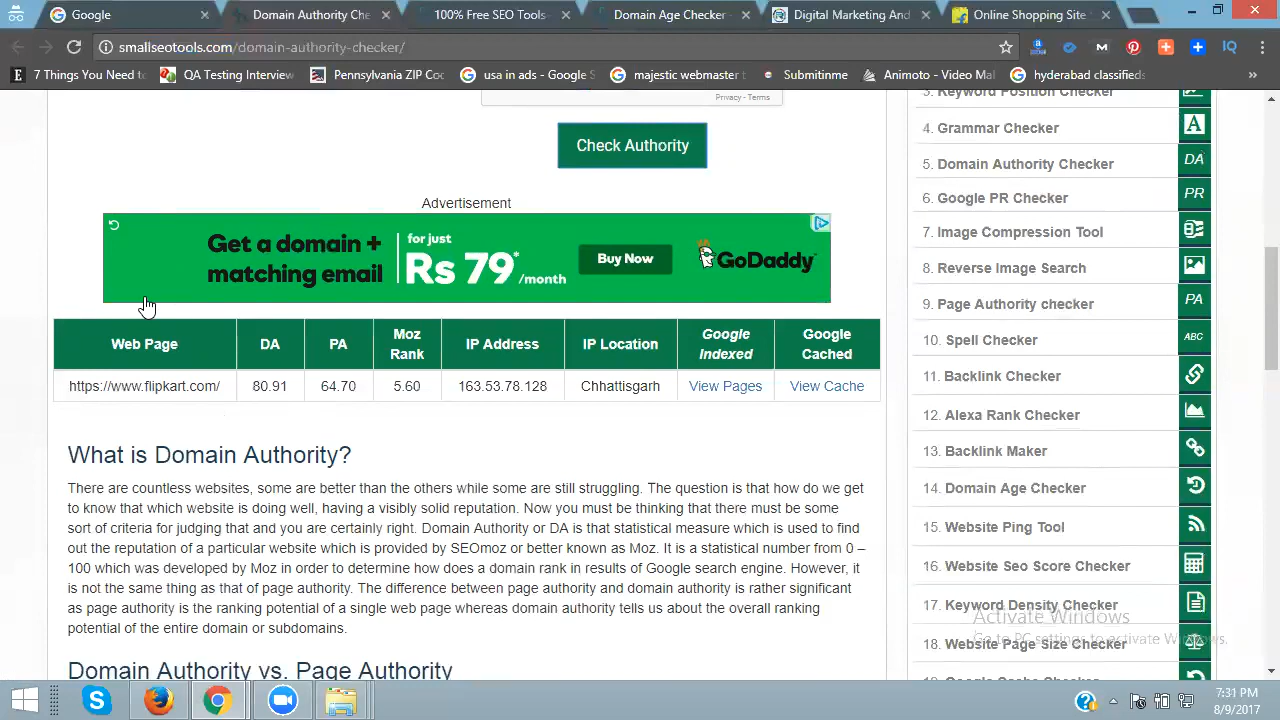 Google
Domain Authority Che
100% Free SEO Tools-
Domain Age Checker
Digital Marketing And
Online Shopping Site
smallseotools.com/domain-authority-checker/
E 7 Things You Need to
QA Testing Interview
Pennsylvania ZIP Coc
usa in ads - Google S
majestic webmaster t
Submitinme
Animoto - Video Mal
hyderabad classifieds
»
Privacy - Terms
Check Authority
Advertisement
Get a domain +
matching email
for just
Rs 79*/month
Buy Now
GoDaddy
Web Page DA PA Moz Rank IP Address IP Location Google Indexed Google Cached
https://www.flipkart.com/ 80.91 64.70 5.60 163.53.78.128 Chhattisgarh View Pages View Cache
What is Domain Authority?
There are countless websites, some are better than the others while some are still struggling. The question is that how do we get
to know that which website is doing well, having a visibly solid reputation. Now you must be thinking that there must be some
sort of criteria for judging that and you are certainly right. Domain Authority or DA is that statistical measure which is used to find
out the reputation of a particular website which is provided by SEOmoz or better known as Moz. It is a statistical number from 0 –
100 which was developed by Moz in order to determine how does a domain rank in results of Google search engine. However, it
is not the same thing as that of page authority. The difference between page authority and domain authority is rather significant
as page authority is the ranking potential of a single web page whereas domain authority tells us about the overall ranking
potential of the entire domain or subdomains.
Domain Authority vs. Page Authority
3. Keyword Position Checker
4. Grammar Checker A
5. Domain Authority Checker DA
6. Google PR Checker PR
7. Image Compression Tool
8. Reverse Image Search
9. Page Authority checker PA
10. Spell Checker ABC
11. Backlink Checker
12. Alexa Rank Checker
13. Backlink Maker
14. Domain Age Checker
15. Website Ping Tool
16. Website Seo Score Checker
17. Keyword Density Checker
Activate Windows
Go to PC settings to activate Windows.
18. Website Page Size Checker
7:31 PM
8/9/2017